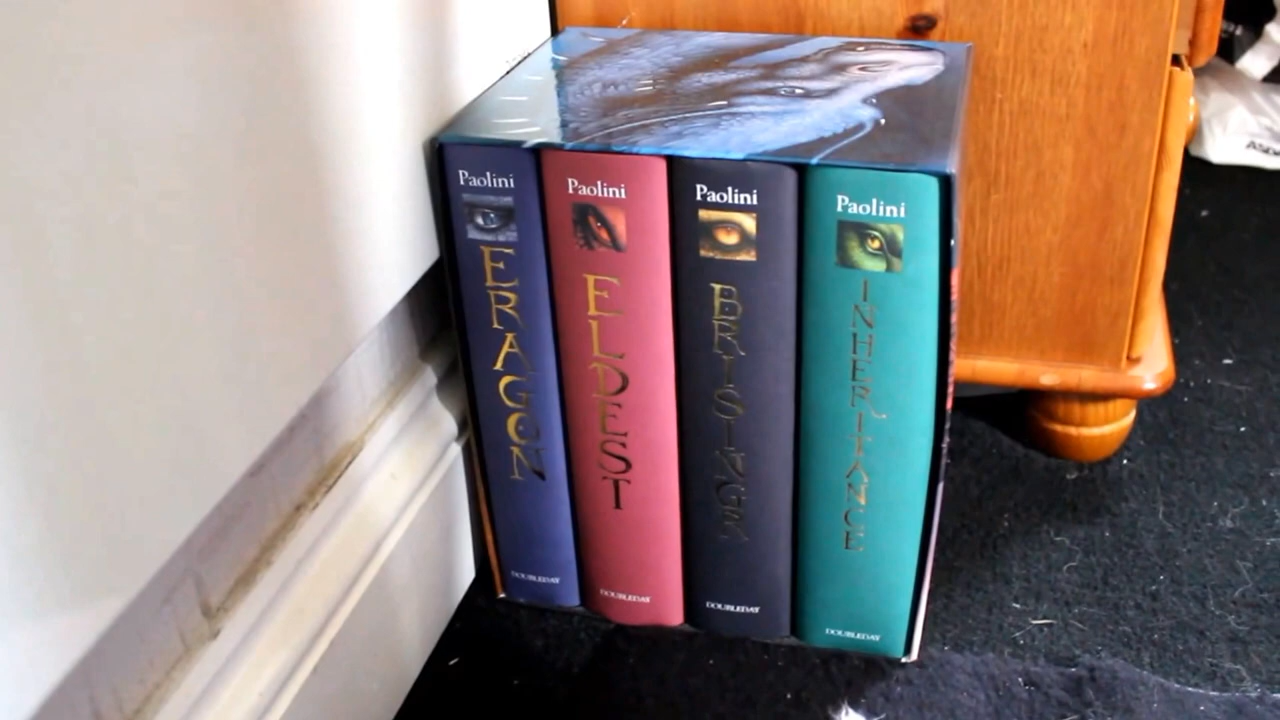 Paolini
ERAGON
DOUBLEDAY
Paolini
ELDEST
DOUBLEDAY
Paolini
BRISINGR
DOUBLEDAY
Paolini
INHERITANCE
DOUBLEDAY